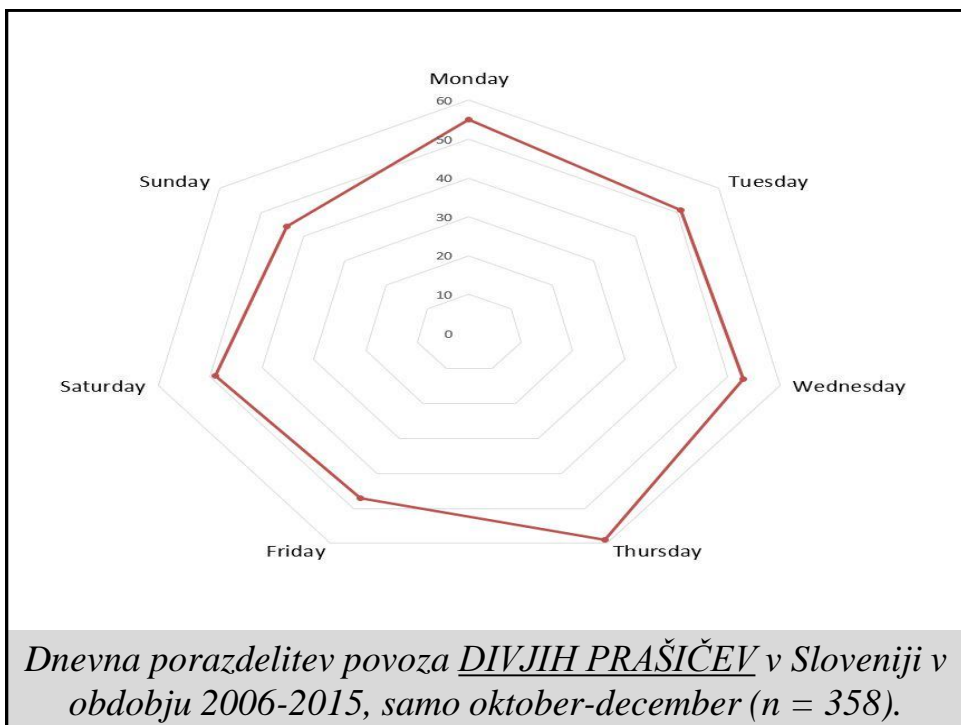 Monday
60
50
Sunday
Tuesday
40
30
20
10
0
Saturday
Wednesday
Friday
Thursday
Dnevna porazdelitev povoza DIVJIH PRAŠIČEV v Sloveniji v
obdobju 2006-2015, samo oktober-december (n = 358).